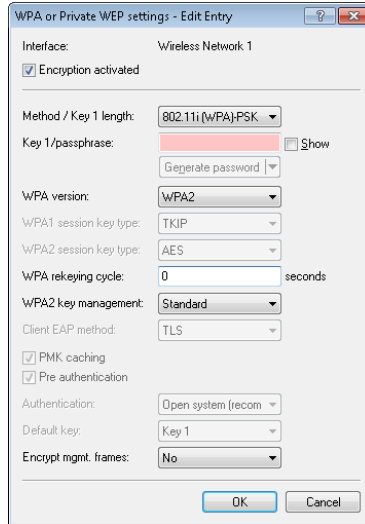 WPA or Private WEP settings - Edit Entry
Interface: Wireless Network 1
Encryption activated
Method / Key 1 length: 802.11i (WPA)-PSK
Key 1/passphrase: Show
Generate password
WPA version: WPA2
WPA1 session key type: TKIP
WPA2 session key type: AES
WPA rekeying cycle: 0 seconds
WPA2 key management: Standard
Client EAP method: TLS
PMK caching
Pre authentication
Authentication: Open system (recom
Default key: Key 1
Encrypt mgmt. frames: No
OK Cancel